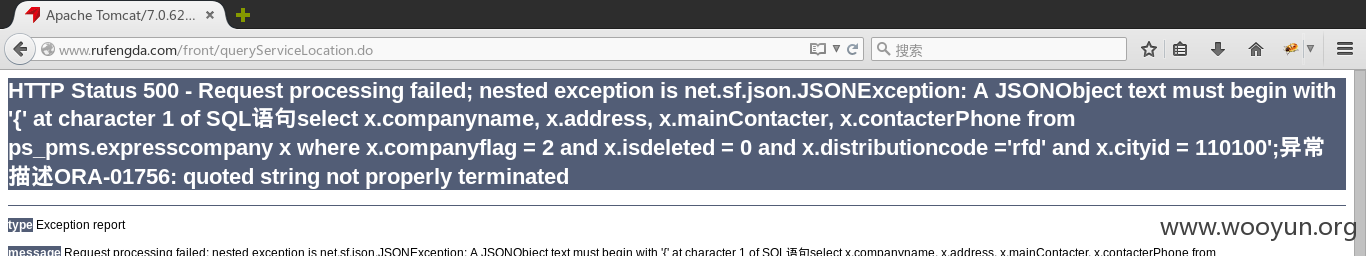 Apache Tomcat/7.0.62...
www.rufengda.com/front/queryServiceLocation.do
搜索
HTTP Status 500 - Request processing failed; nested exception is net.sf.json.JSONException: A JSONObject text must begin with
'{' at character 1 of SQL语句select x.companyname, x.address, x.mainContacter, x.contacterPhone from
ps_pms.expresscompany x where x.companyflag = 2 and x.isdeleted = 0 and x.distributioncode ='rfd' and x.cityid = 110100';异常
描述ORA-01756: quoted string not properly terminated
type Exception report
www.wooyun.org
message Request processing failed; nested exception is net.sf.json.JSONException: A JSONObject text must begin with '{' at character 1 of SQL语句select x.companyname, x.address, x.mainContacter, x.contacterPhone from